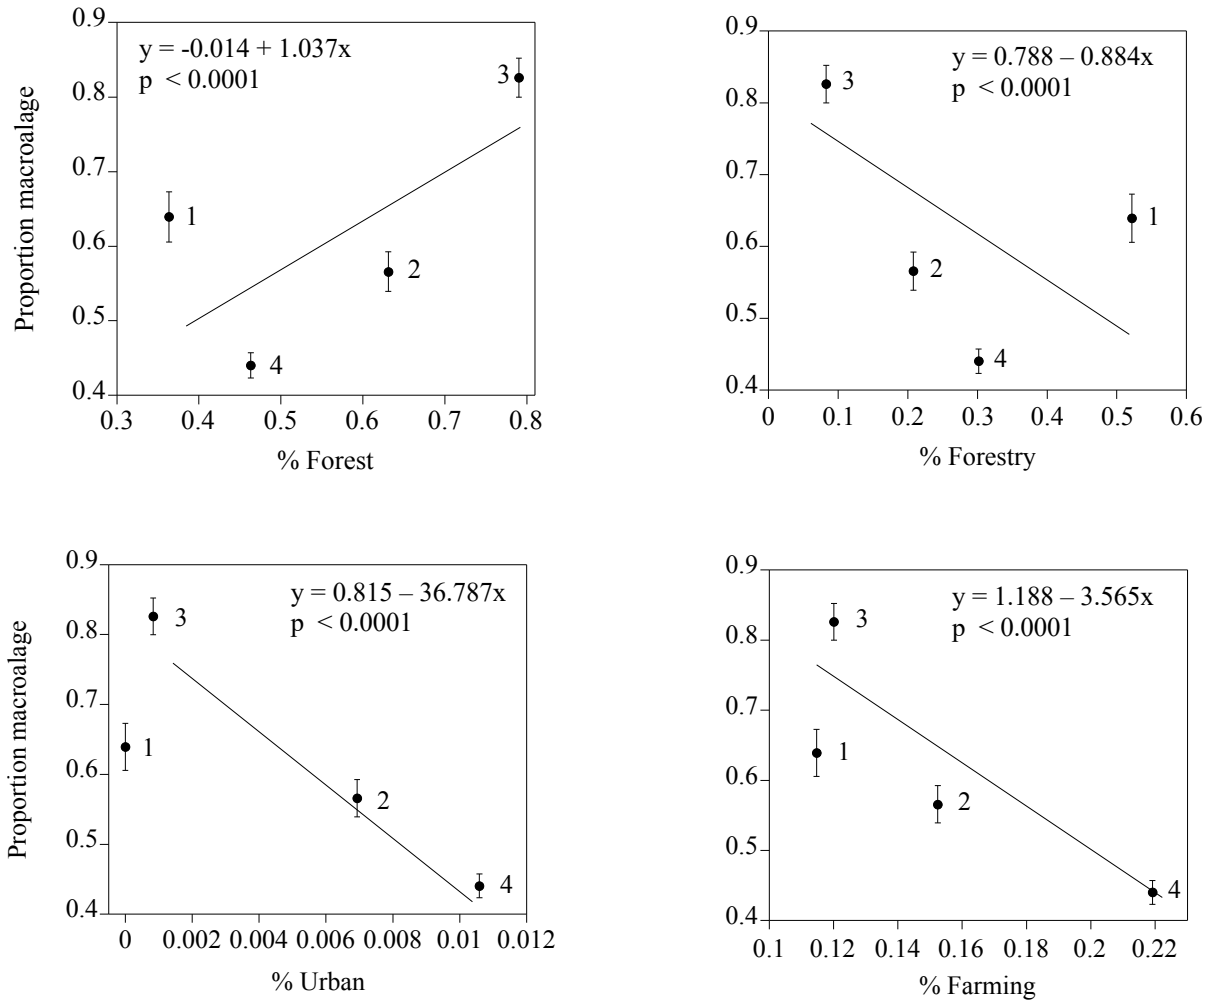 y = -0.014 + 1.037x
p < 0.0001
Proportion macroalage
0.9
0.8
0.7
0.6
0.5
0.4
3
1
2
4
0.3 0.4 0.5 0.6 0.7 0.8
% Forest
y = 0.788 – 0.884x
p < 0.0001
0.9
0.8
0.7
0.6
0.5
0.4
3
1
2
4
0 0.1 0.2 0.3 0.4 0.5 0.6
% Forestry
y = 0.815 – 36.787x
p < 0.0001
Proportion macroalage
0.9
0.8
0.7
0.6
0.5
0.4
3
1
2
4
0 0.002 0.004 0.006 0.008 0.01 0.012
% Urban
y = 1.188 – 3.565x
p < 0.0001
0.9
0.8
0.7
0.6
0.5
0.4
3
1
2
4
0.1 0.12 0.14 0.16 0.18 0.2 0.22
% Farming